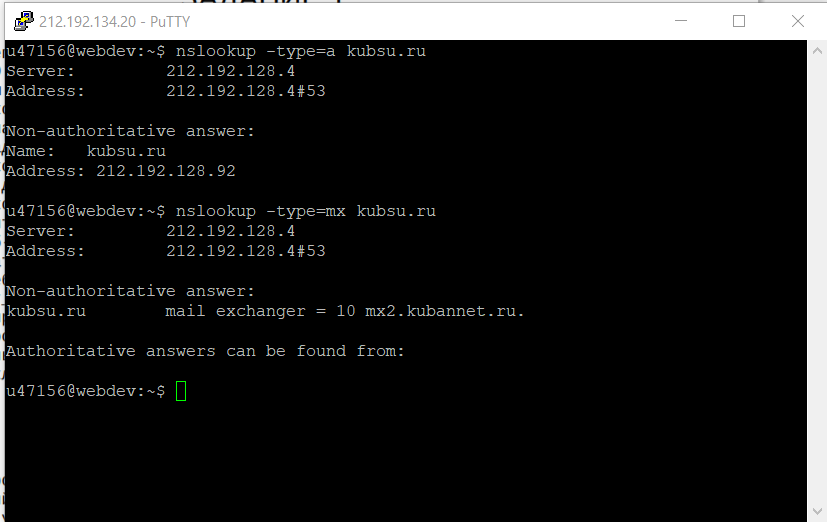 212.192.134.20 - PuTTY
u47156@webdev:~$ nslookup -type=a kubsu.ru
Server:         212.192.128.4
Address:        212.192.128.4#53
Non-authoritative answer:
Name:   kubsu.ru
Address: 212.192.128.92
u47156@webdev:~$ nslookup -type=mx kubsu.ru
Server:         212.192.128.4
Address:        212.192.128.4#53
Non-authoritative answer:
kubsu.ru        mail exchanger = 10 mx2.kubannet.ru.
Authoritative answers can be found from:
u47156@webdev:~$